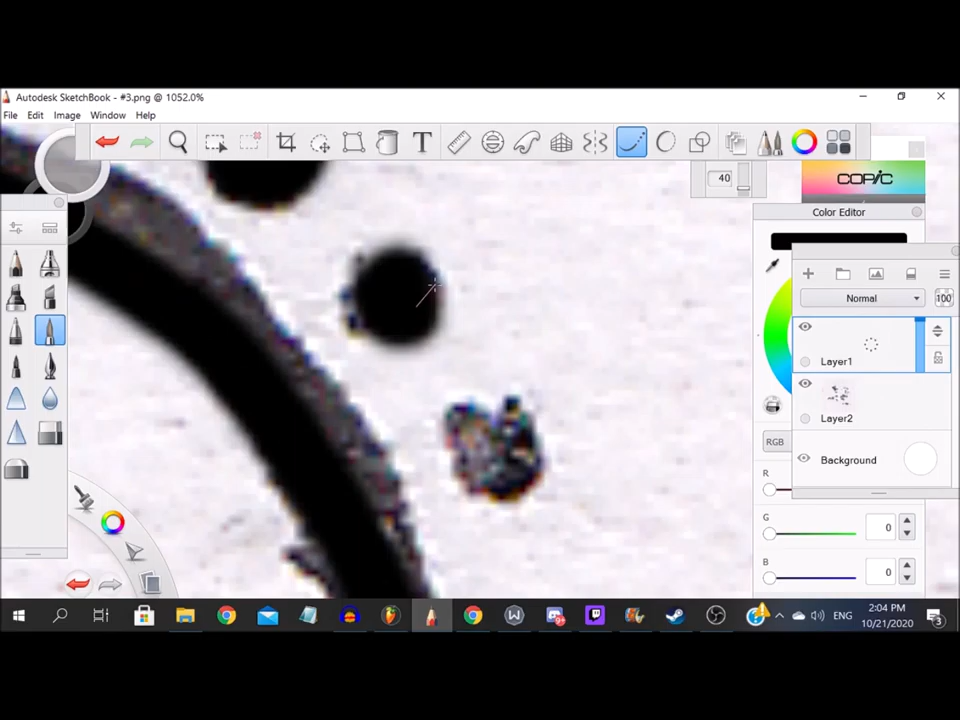 Autodesk SketchBook - #3.png @ 1052.0%
File Edit Image Window Help
T
40
COPIC
Color Editor
Normal
100
Layer1
Layer2
Background
RGB
R
G
0
B
0
ENG
2:04 PM
10/21/2020
3